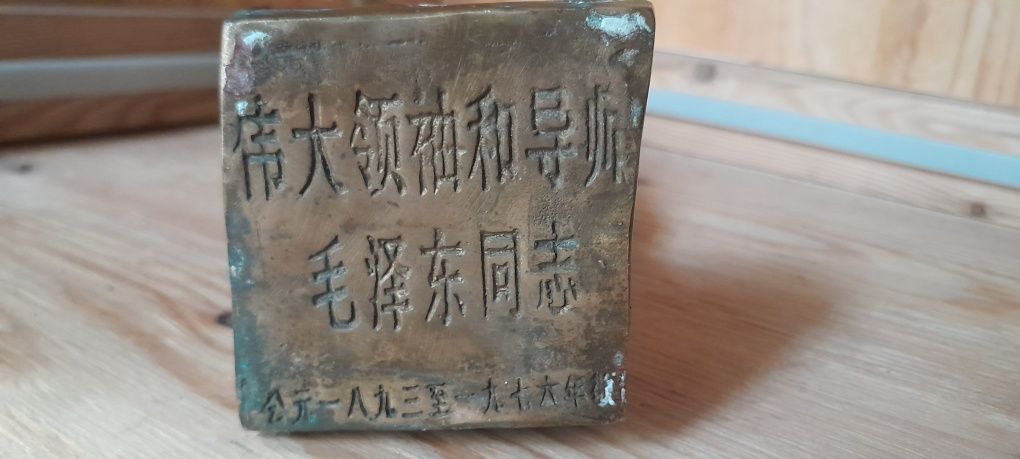 伟大领袖和导师
毛泽东同志
公元一八九三至一九七六年